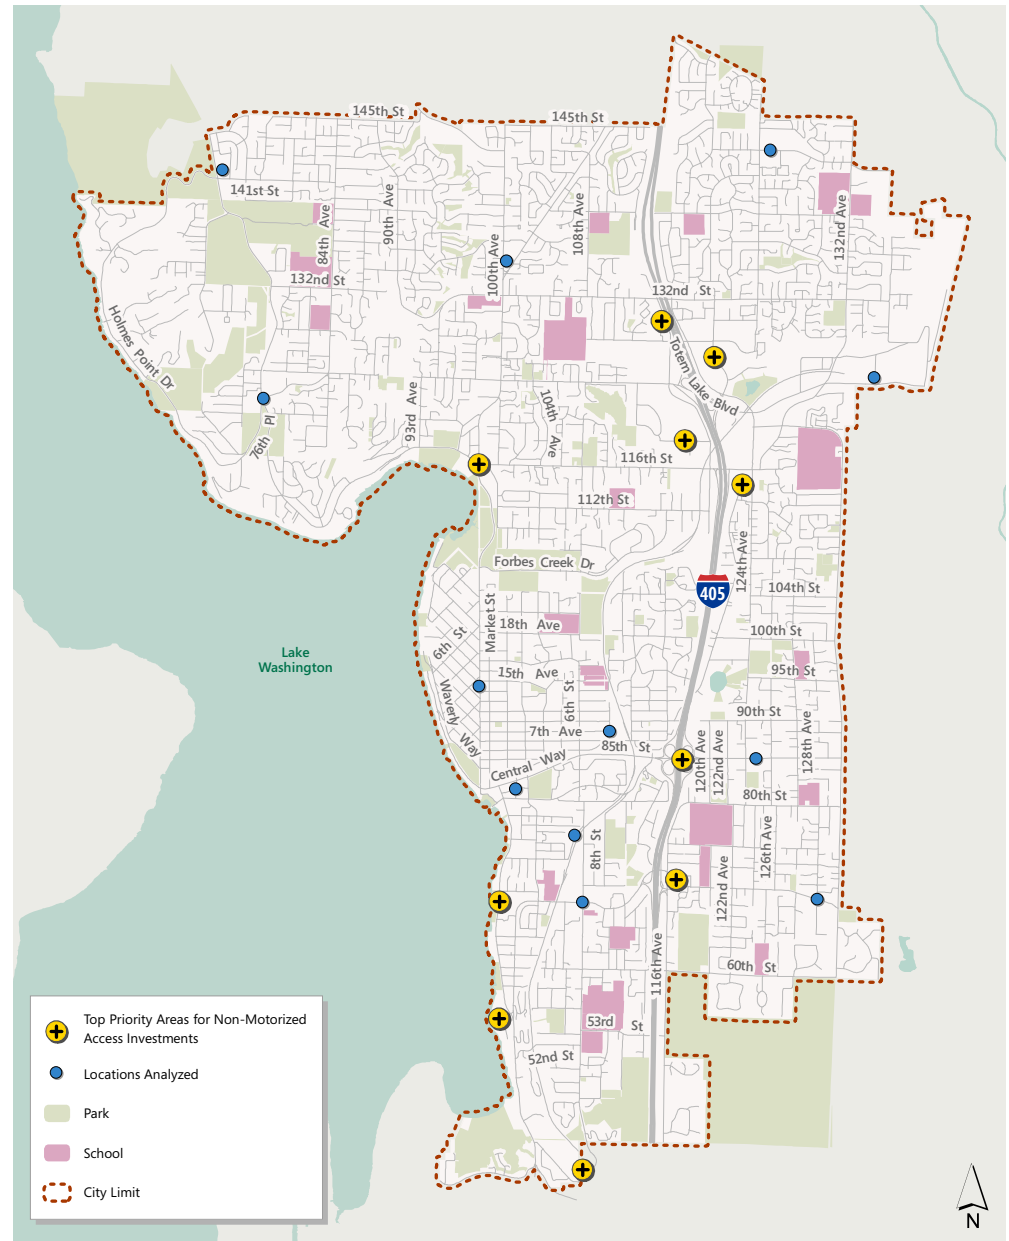 145th St
145th St
141st St
84th Ave
90th Ave
100th Ave
108th Ave
132nd Ave
132nd St
132nd St
Holmes Point Dr
Totem Lake Blvd
76th Pl
93rd Ave
104th Ave
116th St
112th St
Forbes Creek Dr
124th Ave
405
104th St
Market St
18th Ave
6th St
100th St
Lake
Washington
15th Ave
95th St
6th St
Waverly Way
90th St
7th Ave
85th St
120th Ave
122nd Ave
128th Ave
Central Way
80th St
8th St
126th Ave
122nd Ave
116th Ave
60th St
53rd St
52nd St
Top Priority Areas for Non-Motorized
Access Investments
Locations Analyzed
Park
School
City Limit
N